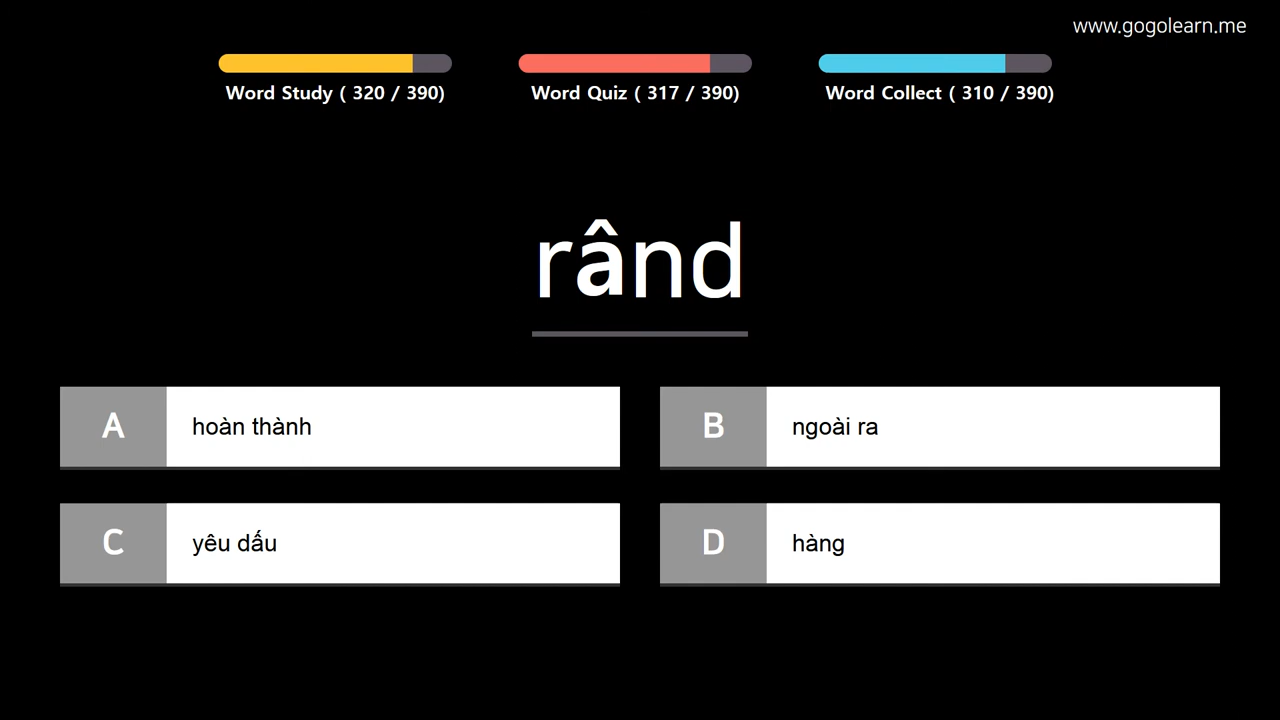 www.gogolearn.me
Word Study ( 320 / 390)
Word Quiz ( 317 / 390)
Word Collect ( 310 / 390)
rând
A
hoàn thành
B
ngoài ra
C
yêu dấu
D
hàng